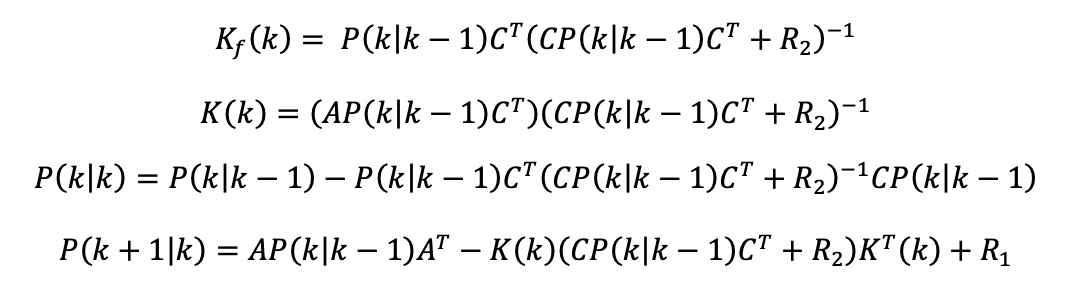 K_f(k) = P(k|k − 1)C^T(CP(k|k − 1)C^T + R_2)^{−1}
K(k) = (AP(k|k − 1)C^T)(CP(k|k − 1)C^T + R_2)^{−1}
P(k|k) = P(k|k − 1) − P(k|k − 1)C^T(CP(k|k − 1)C^T + R_2)^{−1}CP(k|k − 1)
P(k + 1|k) = AP(k|k − 1)A^T − K(k)(CP(k|k − 1)C^T + R_2)K^T(k) + R_1